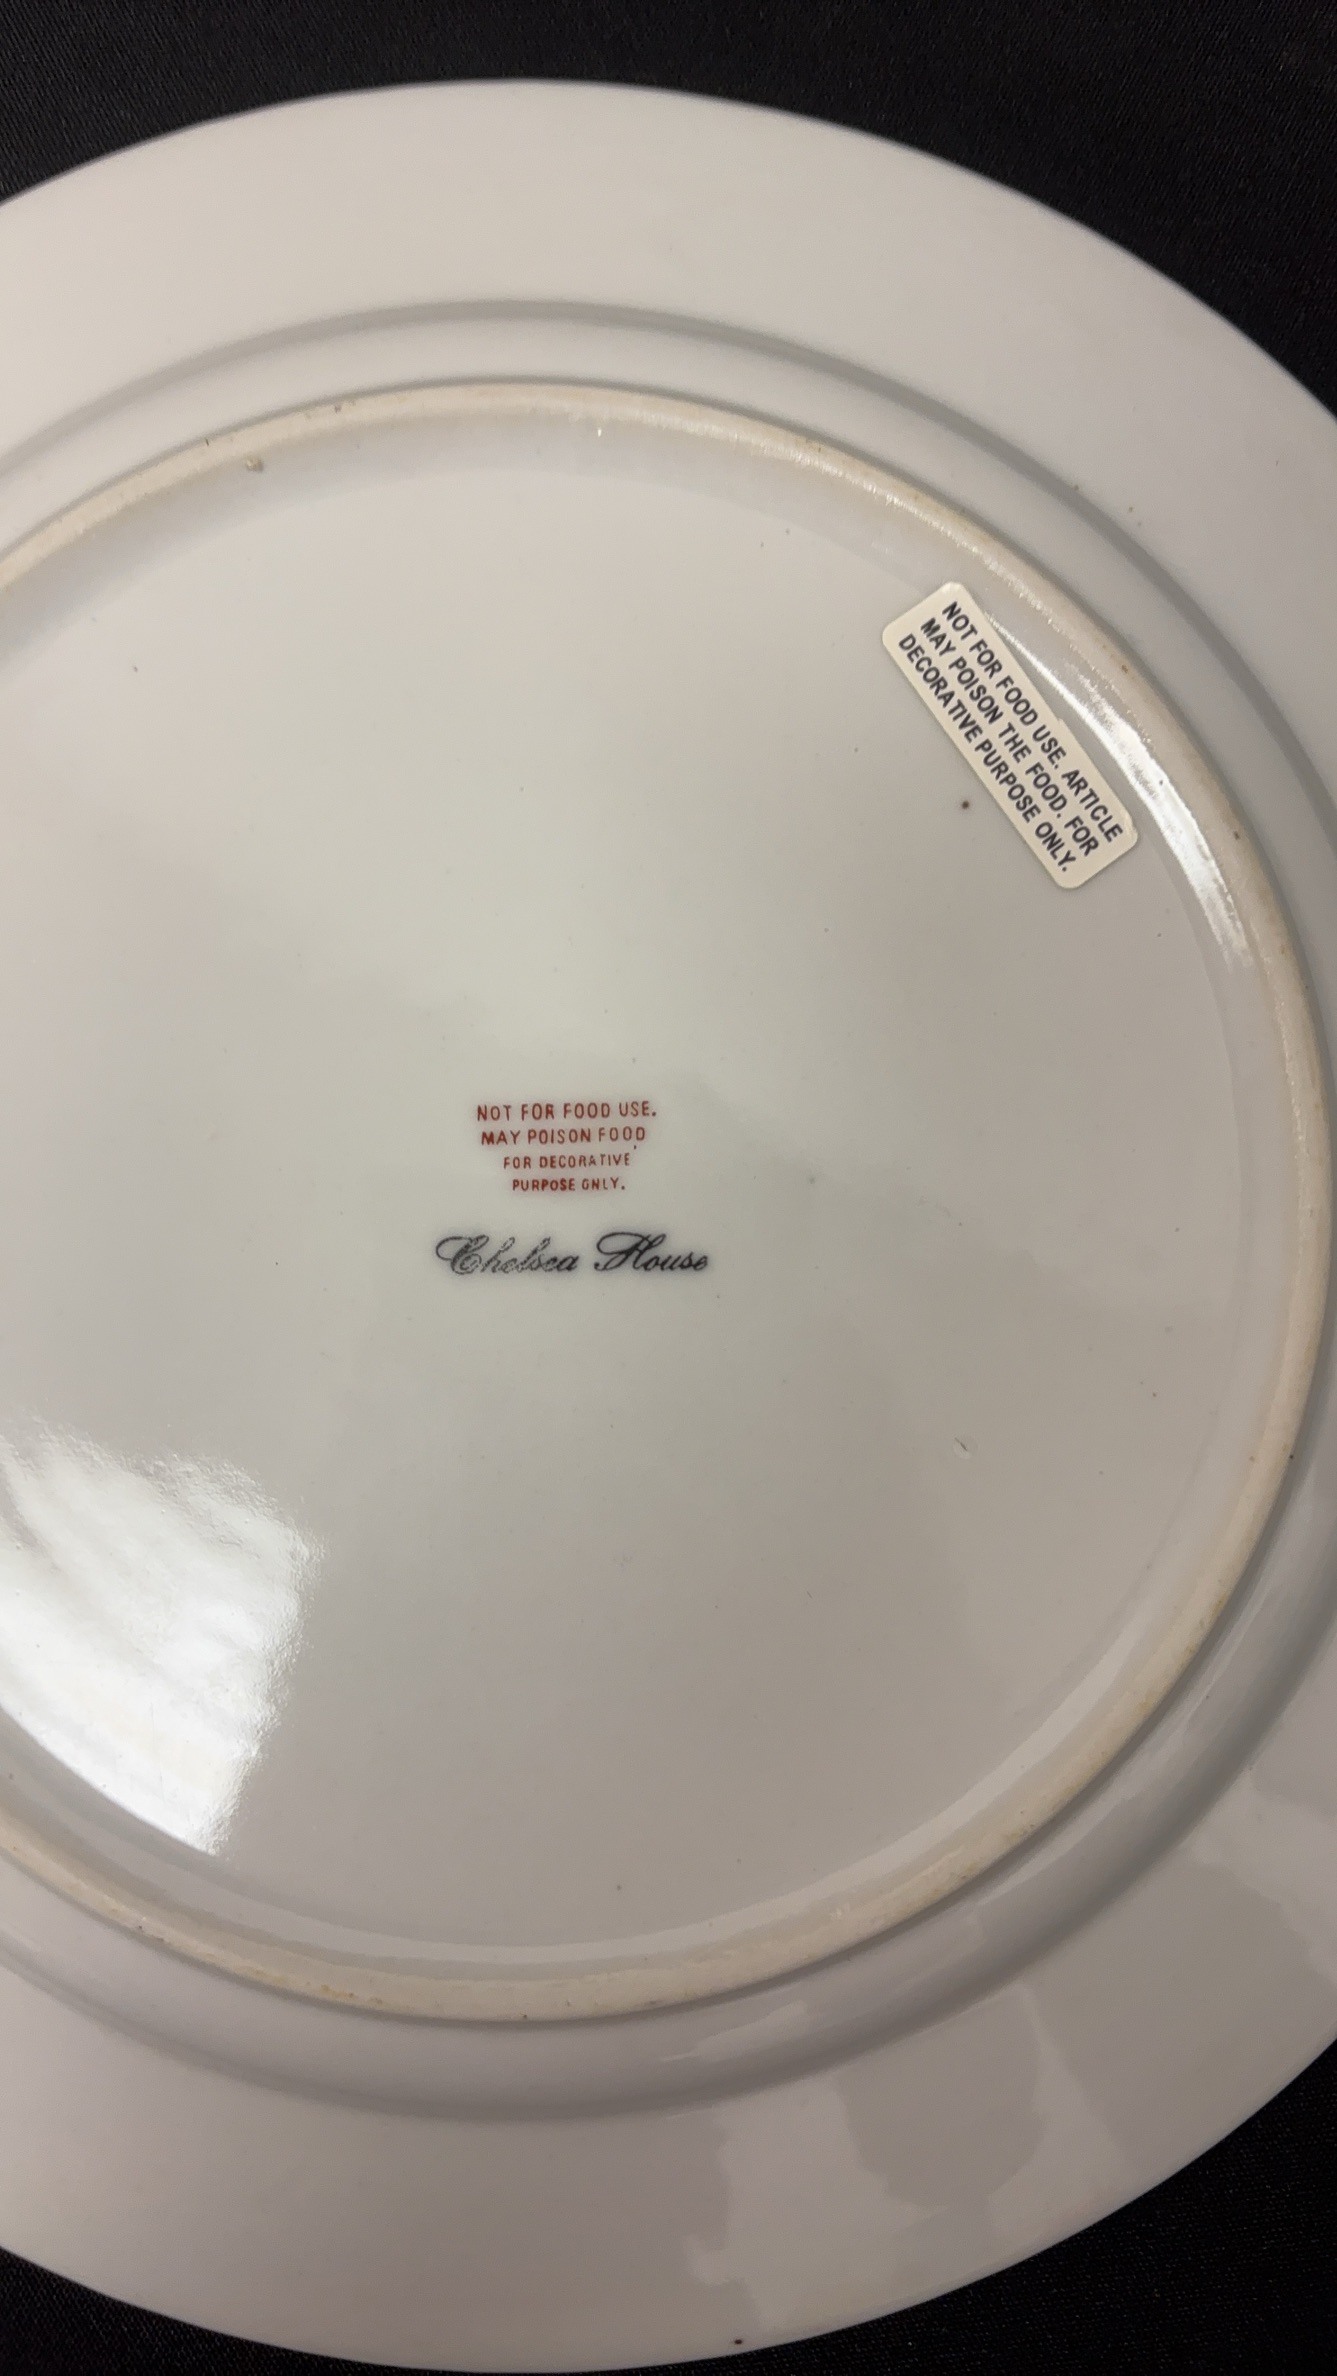 NOT FOR FOOD USE. ARTICLE
MAY POISON THE FOOD. FOR
DECORATIVE PURPOSE ONLY.
NOT FOR FOOD USE.
MAY POISON FOOD
FOR DECORATIVE
PURPOSE ONLY.
Chelsea House